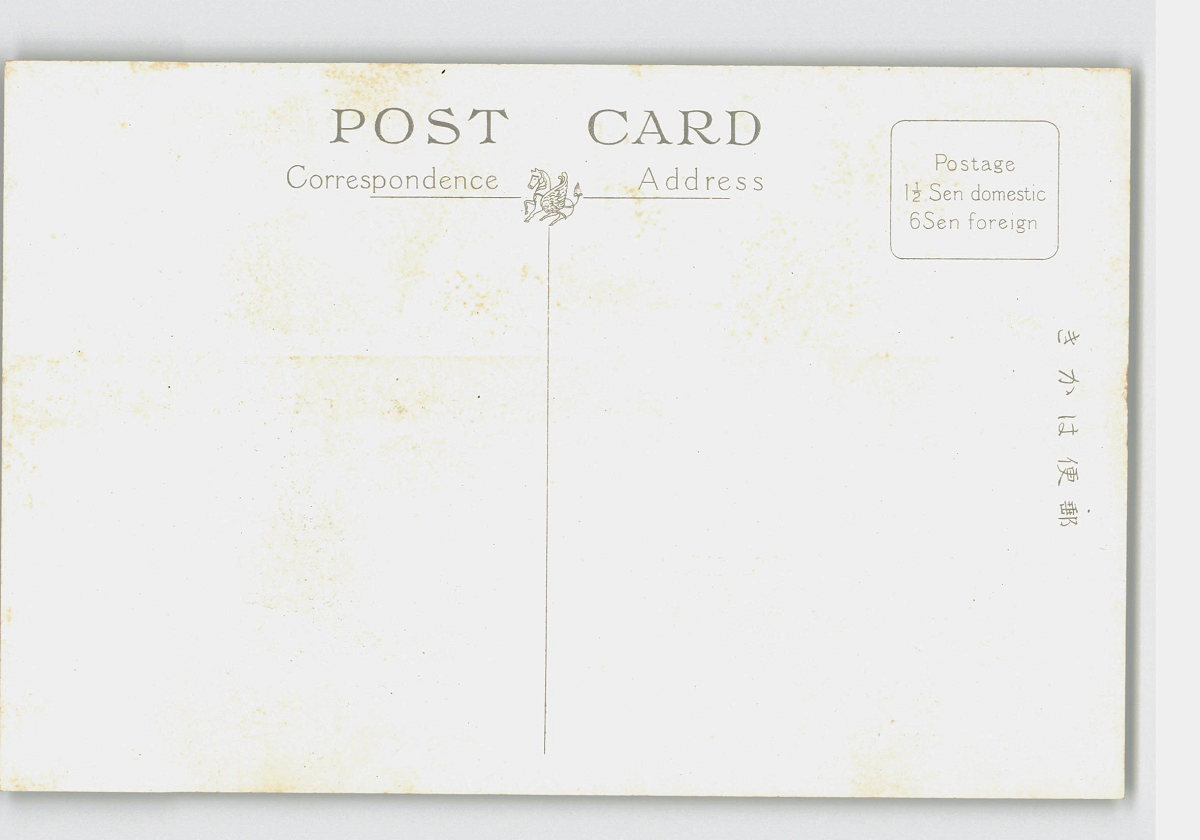 POST CARD
Correspondence Address
Postage
1½ Sen domestic
6Sen foreign
きかは便郵